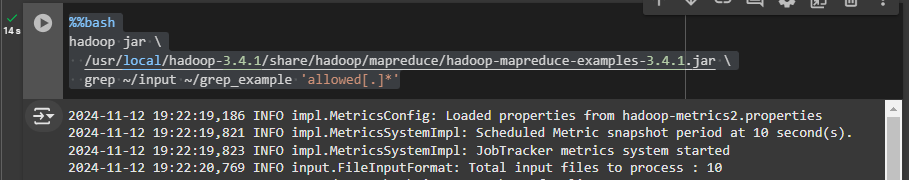 14s
%%bash
hadoop jar \
/usr/local/hadoop-3.4.1/share/hadoop/mapreduce/hadoop-mapreduce-examples-3.4.1.jar \
grep ~/input ~/grep_example 'allowed[.]*'
2024-11-12 19:22:19,186 INFO impl.MetricsConfig: Loaded properties from hadoop-metrics2.properties
2024-11-12 19:22:19,821 INFO impl.MetricsSystemImpl: Scheduled Metric snapshot period at 10 second(s).
2024-11-12 19:22:19,823 INFO impl.MetricsSystemImpl: JobTracker metrics system started
2024-11-12 19:22:20,769 INFO input.FileInputFormat: Total input files to process : 10